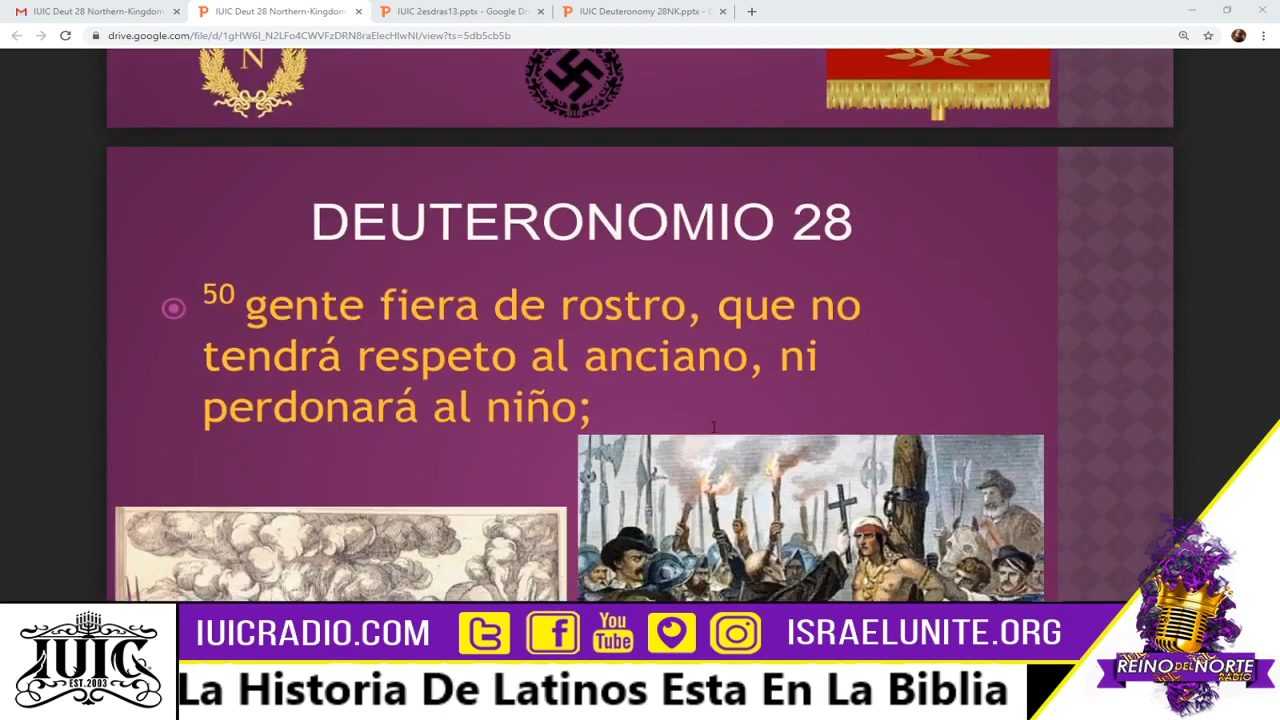 IUIC Deut 28 Northern-Kingdom
IUIC Deut 28 Northern-Kingdom
IUIC 2esdras13.pptx - Google Dri
IUIC Deuteronomy 28NK.pptx - G
drive.google.com/file/d/1gHW6l_N2LFo4CWVFzDRN8raElecHIwNI/view?ts=5db5cb5b
N
DEUTERONOMIO 28
50 gente fiera de rostro, que no
tendrá respeto al anciano, ni
perdonará al niño;
IUIC
EST. 2003
IUICRADIO.COM
You
Tube
ISRAELUNITE.ORG
La Historia De Latinos Esta En La Biblia
REINO DEL NORTE
RADIO